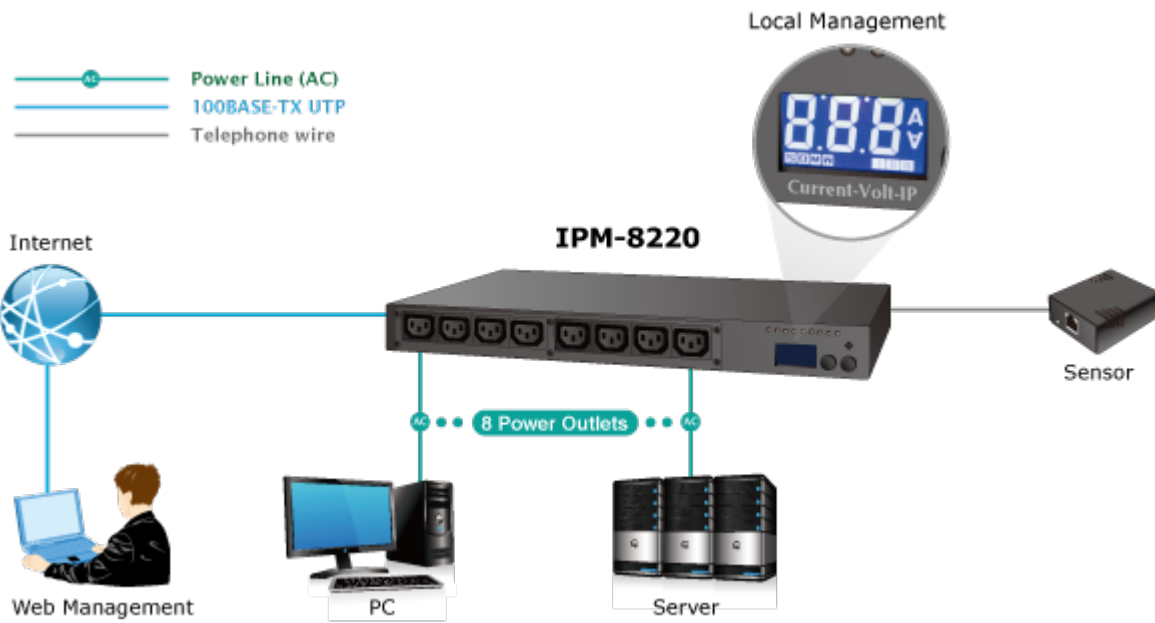 Local Management
AC
Power Line (AC)
100BASE-TX UTP
Telephone wire
8.8.8 A
Current-Volt-IP
IPM-8220
Internet
Sensor
AC 8 Power Outlets AC
Web Management
PC
Server